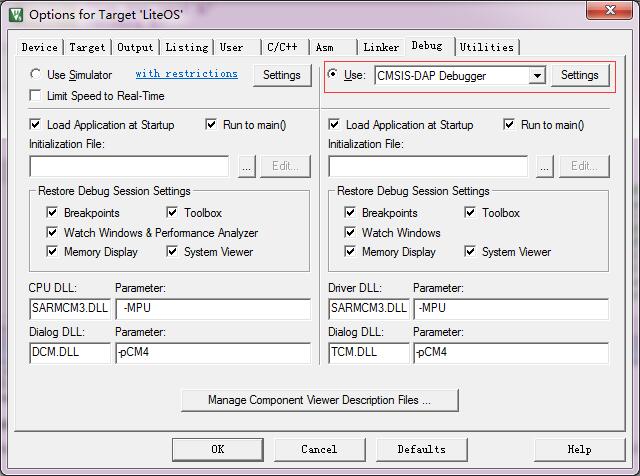 Options for Target 'LiteOS'
Device Target Output Listing User C/C++ Asm Linker Debug Utilities
Use Simulator with restrictions Settings
Limit Speed to Real-Time
Use: CMSIS-DAP Debugger Settings
Load Application at Startup Run to main()
Initialization File:
... Edit...
Restore Debug Session Settings
Breakpoints Toolbox
Watch Windows & Performance Analyzer
Memory Display System Viewer
CPU DLL: Parameter:
SARMCM3.DLL -MPU
Dialog DLL: Parameter:
DCM.DLL -pCM4
Load Application at Startup Run to main()
Initialization File:
... Edit...
Restore Debug Session Settings
Breakpoints Toolbox
Watch Windows
Memory Display System Viewer
Driver DLL: Parameter:
SARMCM3.DLL -MPU
Dialog DLL: Parameter:
TCM.DLL -pCM4
Manage Component Viewer Description Files ...
OK Cancel Defaults Help